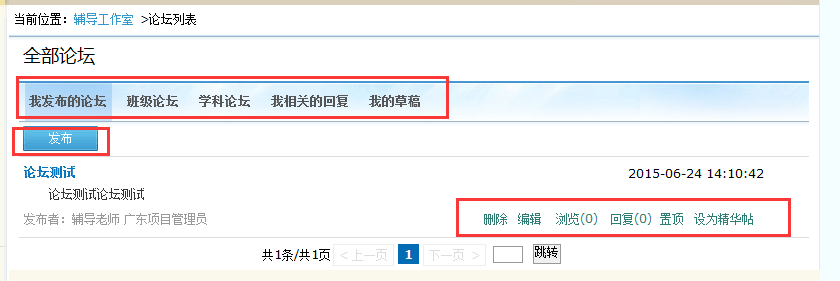 当前位置：辅导工作室 >论坛列表
全部论坛
我发布的论坛 班级论坛 学科论坛 我相关的回复 我的草稿
发布
论坛测试 2015-06-24 14:10:42
论坛测试论坛测试
发布者：辅导老师 广东项目管理员 删除 编辑 浏览(0) 回复(0) 置顶 设为精华帖
共1条/共1页 < 上一页 1 下一页 > 跳转